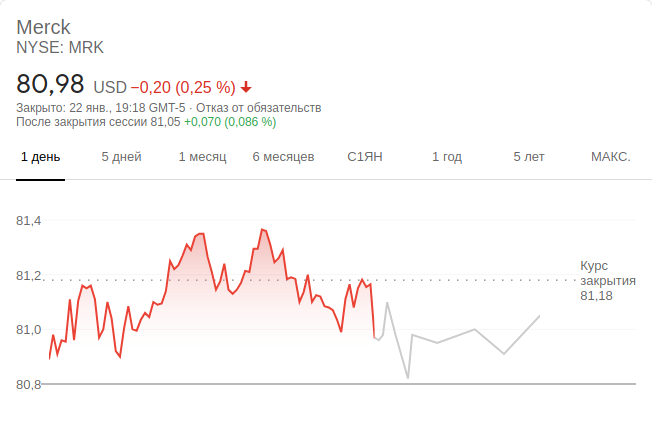 Merck
NYSE: MRK
80,98 USD −0,20 (0,25 %)
Закрыто: 22 янв., 19:18 GMT-5 · Отказ от обязательств
После закрытия сессии 81,05 +0,070 (0,086 %)
1 день 5 дней 1 месяц 6 месяцев С1ЯН 1 год 5 лет МАКС.
81,4
81,2
81,0
80,8
Курс
закрытия
81,18